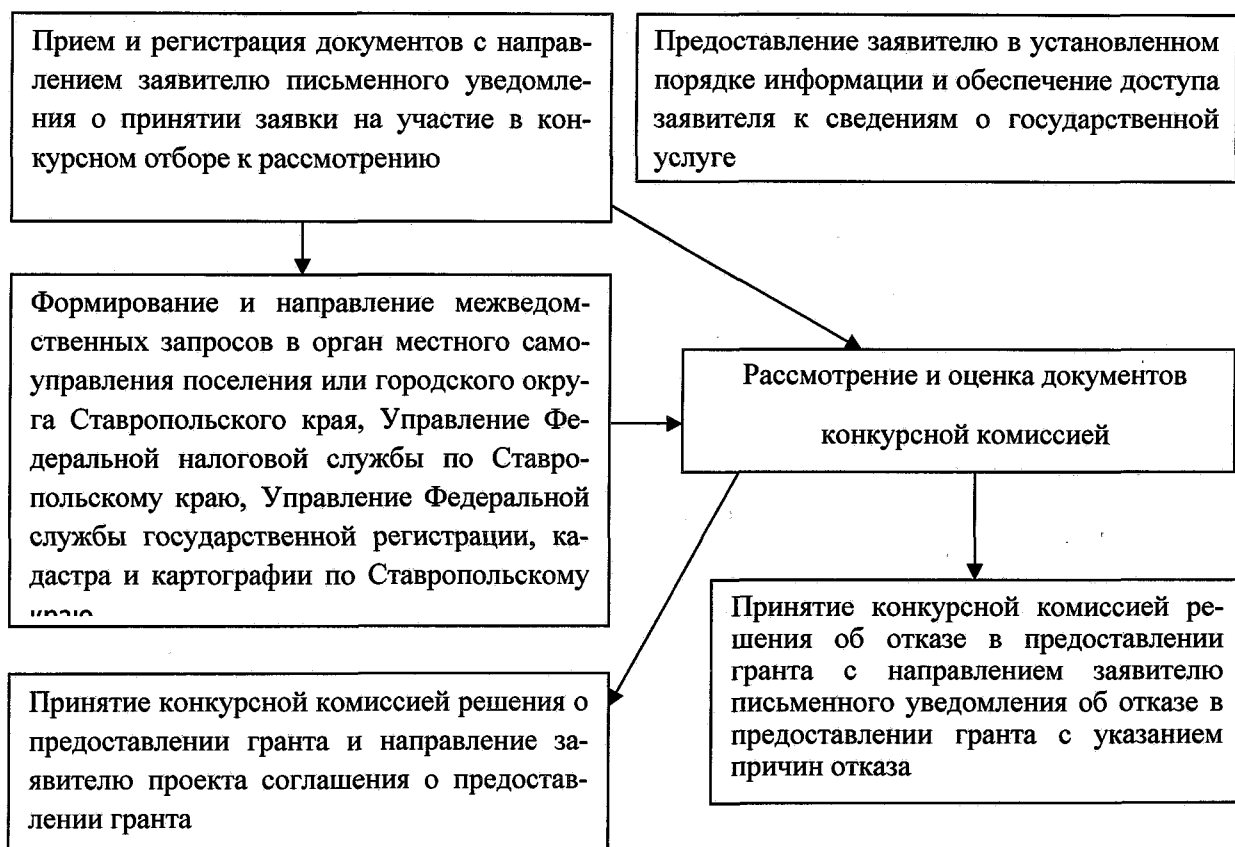 Прием и регистрация документов с направ-
лением заявителю письменного уведомле-
ния о принятии заявки на участие в кон-
курсном отборе к рассмотрению
Предоставление заявителю в установленном
порядке информации и обеспечение доступа
заявителя к сведениям о государственной
услуге
Формирование и направление межведом-
ственных запросов в орган местного само-
управления поселения или городского окру-
га Ставропольского края, Управление Фе-
деральной налоговой службы по Ставро-
польскому краю, Управление Федеральной
службы государственной регистрации, ка-
дастра и картографии по Ставропольскому
краю
Рассмотрение и оценка документов
конкурсной комиссией
Принятие конкурсной комиссией решения о
предоставлении гранта и направление за-
явителю проекта соглашения о предостав-
лении гранта
Принятие конкурсной комиссией ре-
шения об отказе в предоставлении
гранта с направлением заявителю
письменного уведомления об отказе в
предоставлении гранта с указанием
причин отказа